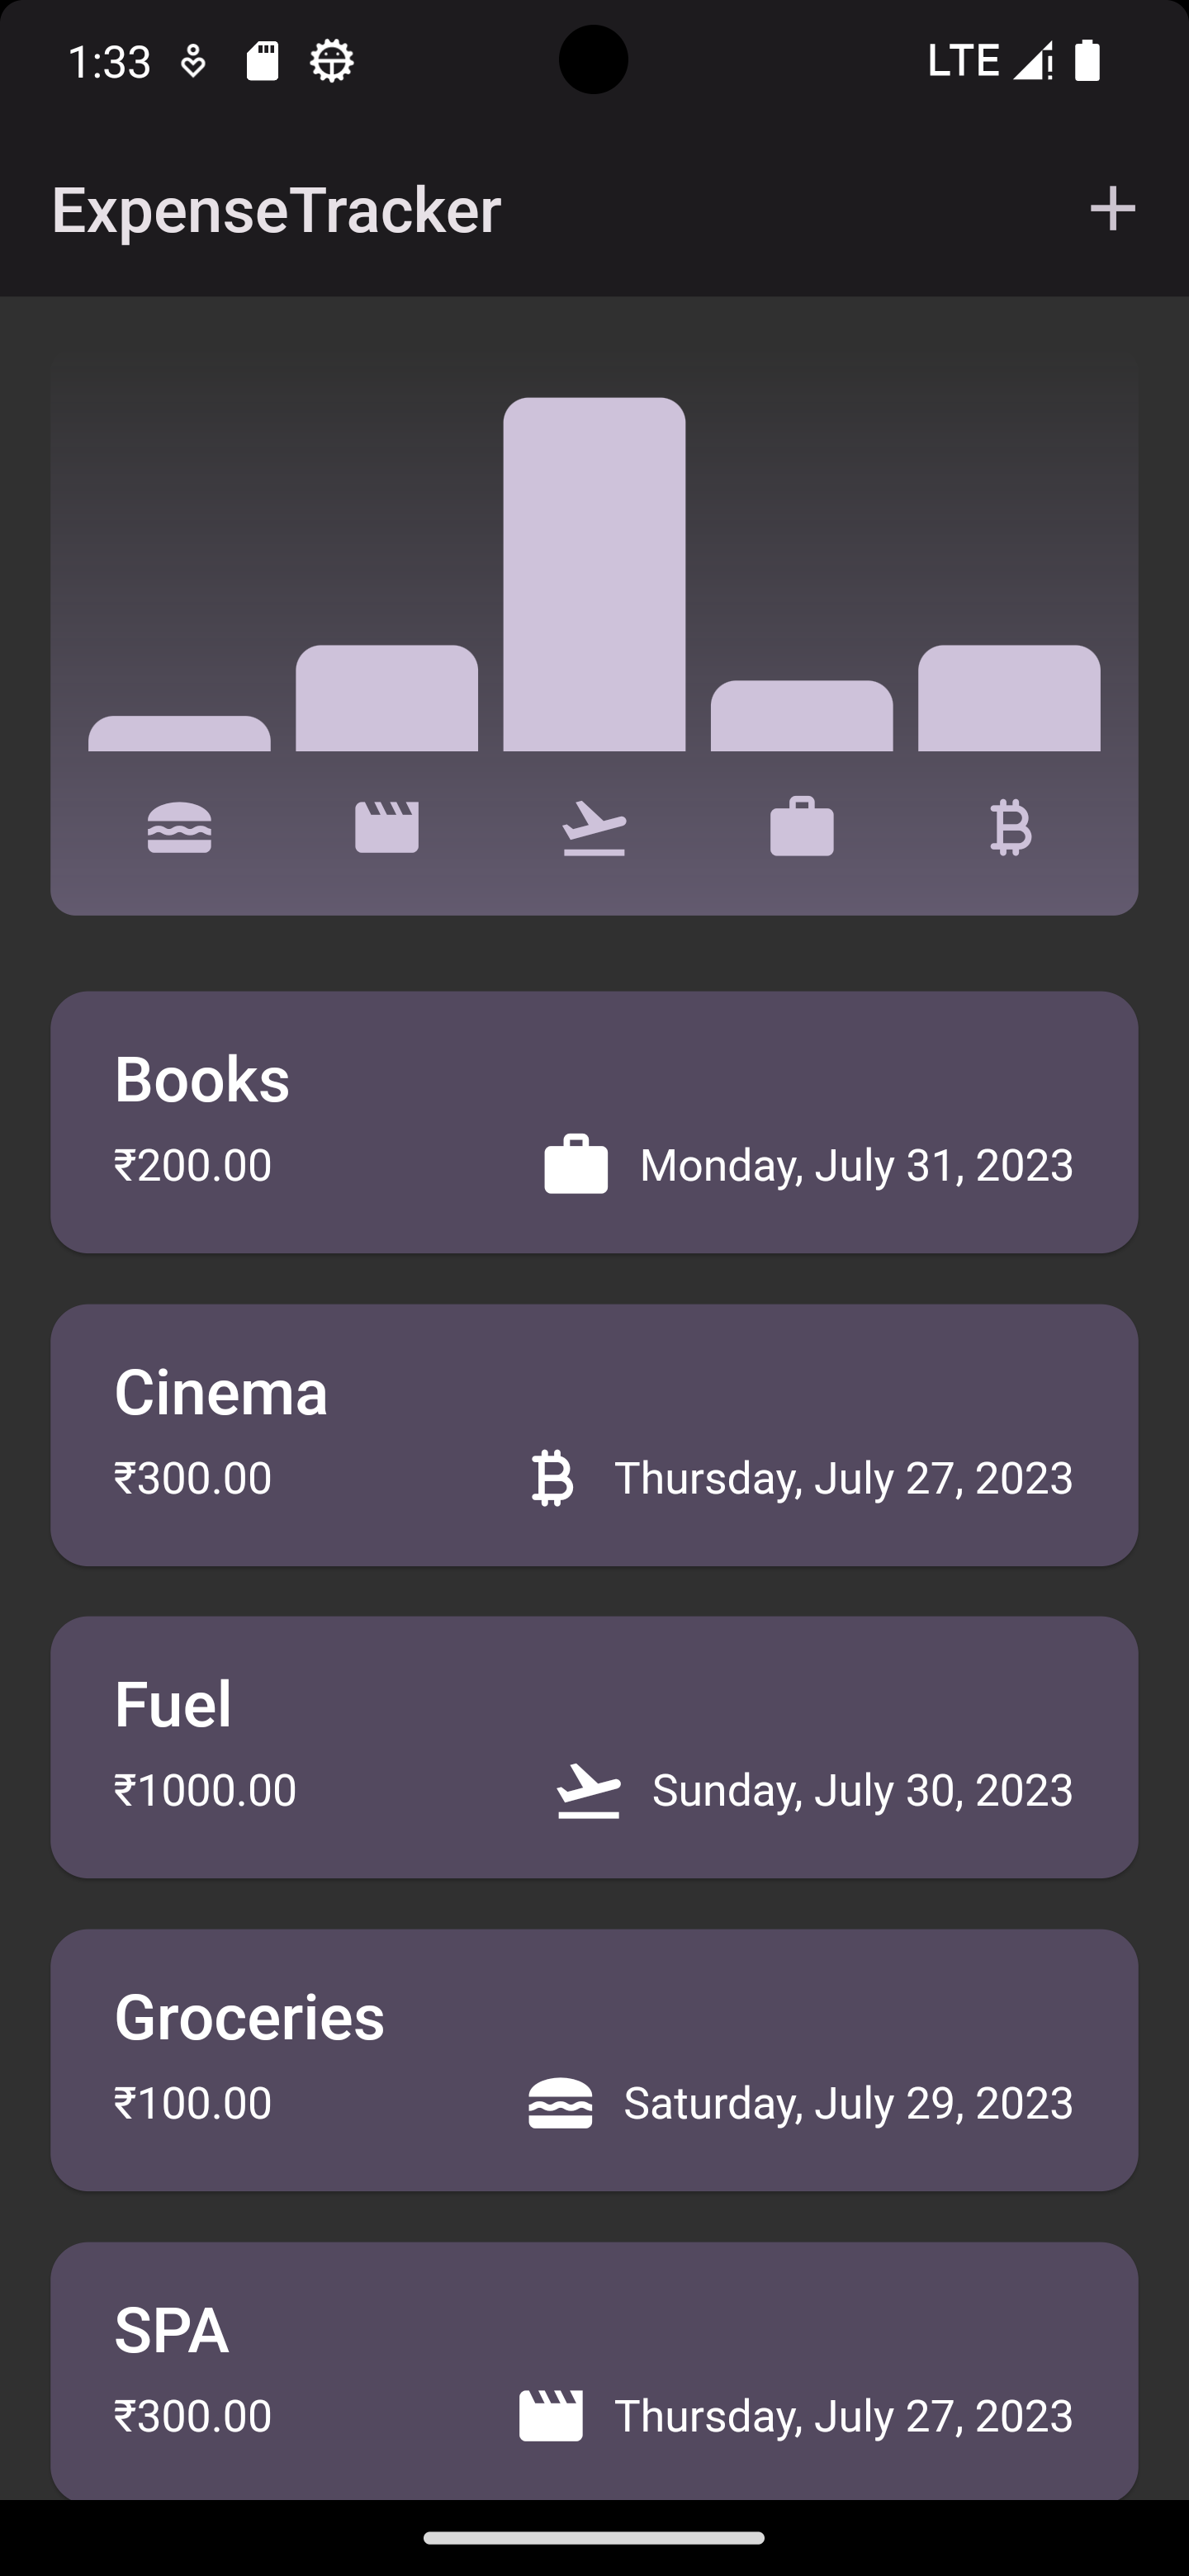 1:33 LTE
ExpenseTracker
Books
₹200.00 Monday, July 31, 2023
Cinema
₹300.00 Thursday, July 27, 2023
Fuel
₹1000.00 Sunday, July 30, 2023
Groceries
₹100.00 Saturday, July 29, 2023
SPA
₹300.00 Thursday, July 27, 2023